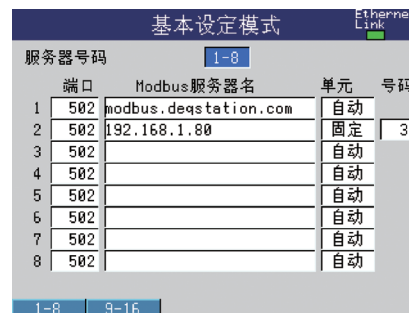 基本设定模式
Etherne
Link
服务器号码 1-8
端口 Modbus服务器名 单元 号码
1 502 modbus.deqstation.com 自动
2 502 192.168.1.80 固定 3
3 502 自动
4 502 自动
5 502 自动
6 502 自动
7 502 自动
8 502 自动
1-8 9-16